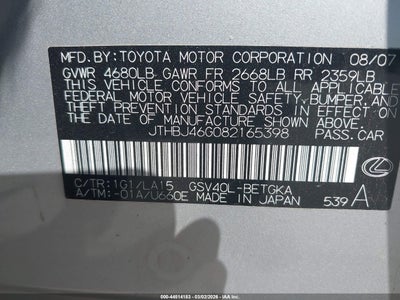 MFD. BY: TOYOTA MOTOR CORPORATION 08/07
GVWR 4680LB GAWR FR 2668LB RR 2359LB
THIS VEHICLE CONFORMS TO ALL APPLICABLE
FEDERAL MOTOR VEHICLE SAFETY, BUMPER, AND
THEFT PREVENTION STANDARDS IN EFFECT ON
THE DATE OF MANUFACTURE SHOWN ABOVE.
JTHBJ46G082165398 PASS.CAR
C/TR:1G1/LA15 GSV40L-BETGKA
A/TM:-01A/U660E MADE IN JAPAN 539 A
000-44514183 - 03/02/2026 - 0000179366